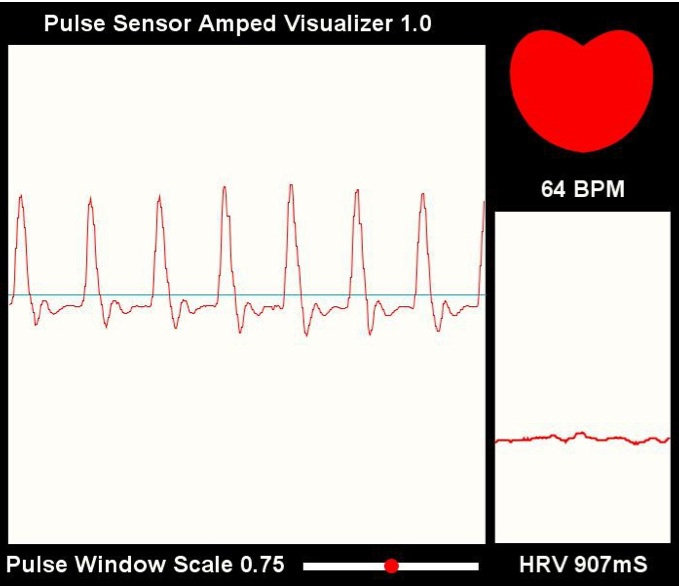 Pulse Sensor Amped Visualizer 1.0
64 BPM
Pulse Window Scale 0.75
HRV 907mS